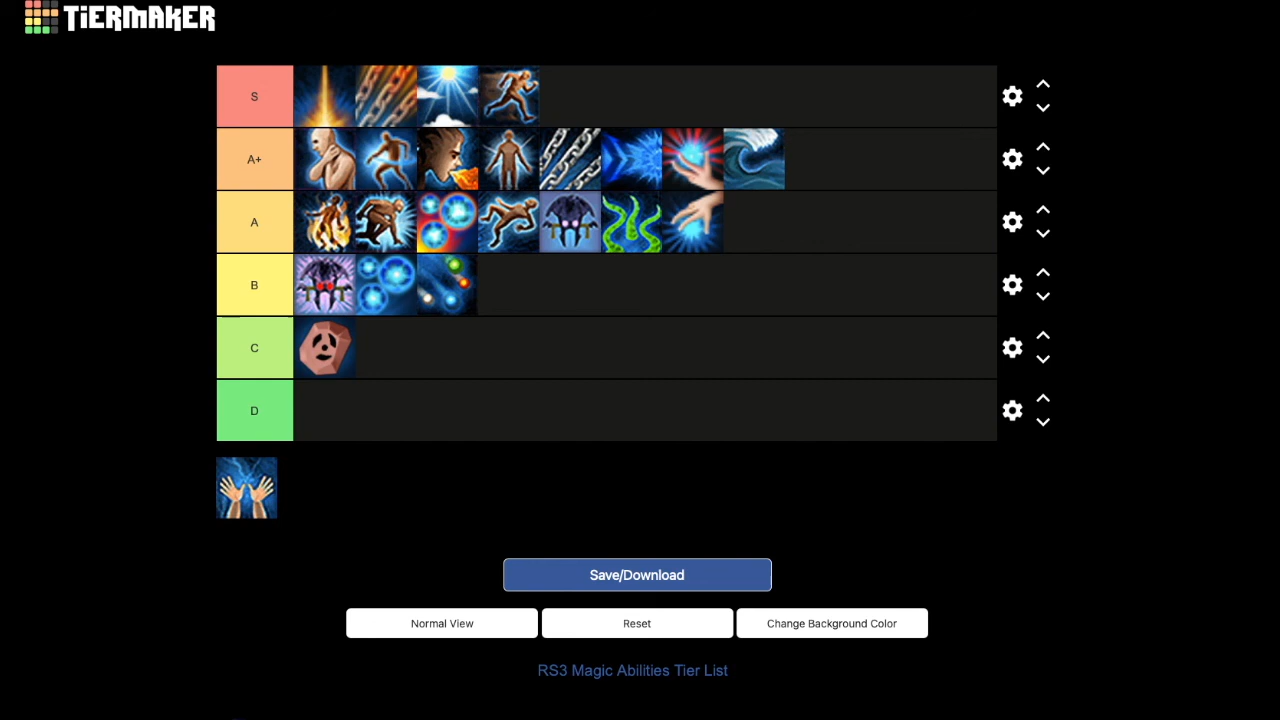 TIERMAKER
S
A+
A
B
C
D
Save/Download
Normal View
Reset
Change Background Color
RS3 Magic Abilities Tier List